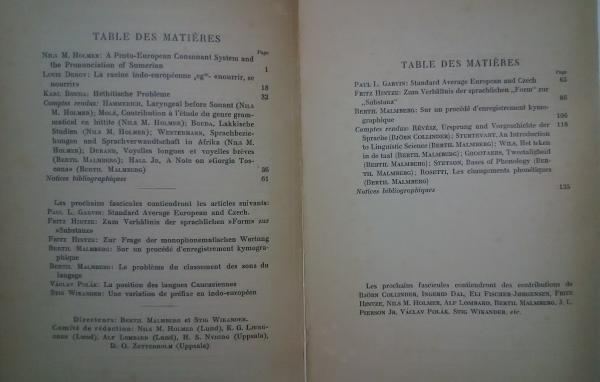 TABLE DES MATIÈRES
Page
NILS M. HOLMER: A Proto-European Consonant System and
the Pronunciation of Sumerian 1
LOUIS DEROY: La racine indo-européenne „eg“- «nourrir, se
nourrir» 18
KARL BOUDA: Hethitische Probleme 32
Comptes rendus: HAMMERICH, Laryngeal before Sonant (NILS
M. HOLMER); MOLÉ, Contribution à l'étude du genre gram-
matical en hittite (NILS M. HOLMER); BOUDA, Lakkische
Studien (NILS M. HOLMER); WESTERMANN, Sprachbezie-
hungen und Sprachverwandtschaft in Afrika (NILS M.
HOLMER); DURAND, Voyelles longues et voyelles brèves
(BERTIL MALMBERG); HALL JR, A Note on «Gorgia Tos-
cana» (BERTIL MALMBERG) 56
Notices bibliographiques 61
Les prochains fascicules contiendront les articles suivants:
PAUL L. GARVIN: Standard Average European and Czech.
FRITZ HINTZE: Zum Verhältnis der sprachlichen »Form« zur
»Substanz«
FRITZ HINTZE: Zur Frage der monophonematischen Wertung
BERTIL MALMBERG: Sur un procédé d'enregistrement kymogra-
phique
BERTIL MALMBERG: Le problème du classement des sons du
langage
VÁCLAV POLÁK: La position des langues Caucasiennes
STIG WIKANDER: Une variation de préfixe en indo-européen
Directeurs: BERTIL MALMBERG et STIG WIKANDER.
Comité de rédaction: NILS M. HOLMER (Lund), K. G. LJUNG-
GREN (Lund), ALF LOMBARD (Lund), H. S. NYBERG (Uppsala),
D. O. ZETTERHOLM (Uppsala)
TABLE DES MATIÈRES
Page
PAUL L. GARVIN: Standard Average European and Czech 65
FRITZ HINTZE: Zum Verhältnis der sprachlichen „Form“ zur
„Substanz“ 86
BERTIL MALMBERG: Sur un procédé d'enregistrement kymo-
graphique 106
Comptes rendus: RÉVÉSZ, Ursprung und Vorgeschichte der 118
Sprache (BJÖRN COLLINDER); STURTEVANT, An Introduction
to Linguistic Science (BERTIL MALMBERG); WILS, Het teken
in de taal (BERTIL MALMBERG); GROOTAERS, Tweetaligheid
(BERTIL MALMBERG); STETSON, Bases of Phonology (BER-
TIL MALMBERG); ROSETTI, Les changements phonétiques
(BERTIL MALMBERG)
Notices bibliographiques 135
Les prochains fascicules contiendront des contributions de
BJÖRN COLLINDER, INGERID DAL, ELI FISCHER-JØRGENSEN, FRITZ
HINTZE, NILS M. HOLMER, ALF LOMBARD, BERTIL MALMBERG, J. L.
PIERSON JR, VÁCLAV POLÁK, STIG WIKANDER, etc.